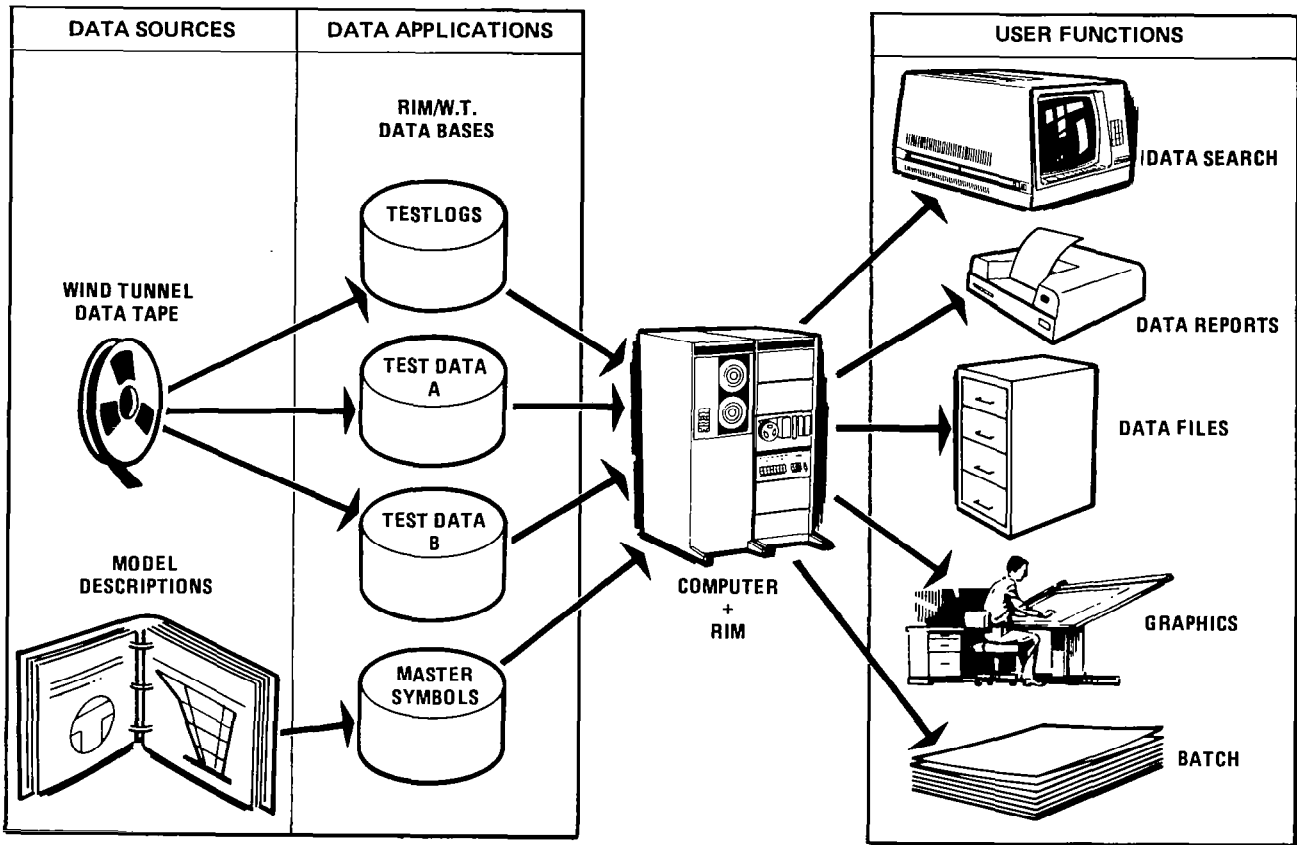 DATA SOURCES
DATA APPLICATIONS
USER FUNCTIONS
RIM/W.T.
DATA BASES
TESTLOGS
WIND TUNNEL
DATA TAPE
TEST DATA
A
TEST DATA
B
MODEL
DESCRIPTIONS
MASTER
SYMBOLS
COMPUTER
+
RIM
DATA SEARCH
DATA REPORTS
DATA FILES
GRAPHICS
BATCH